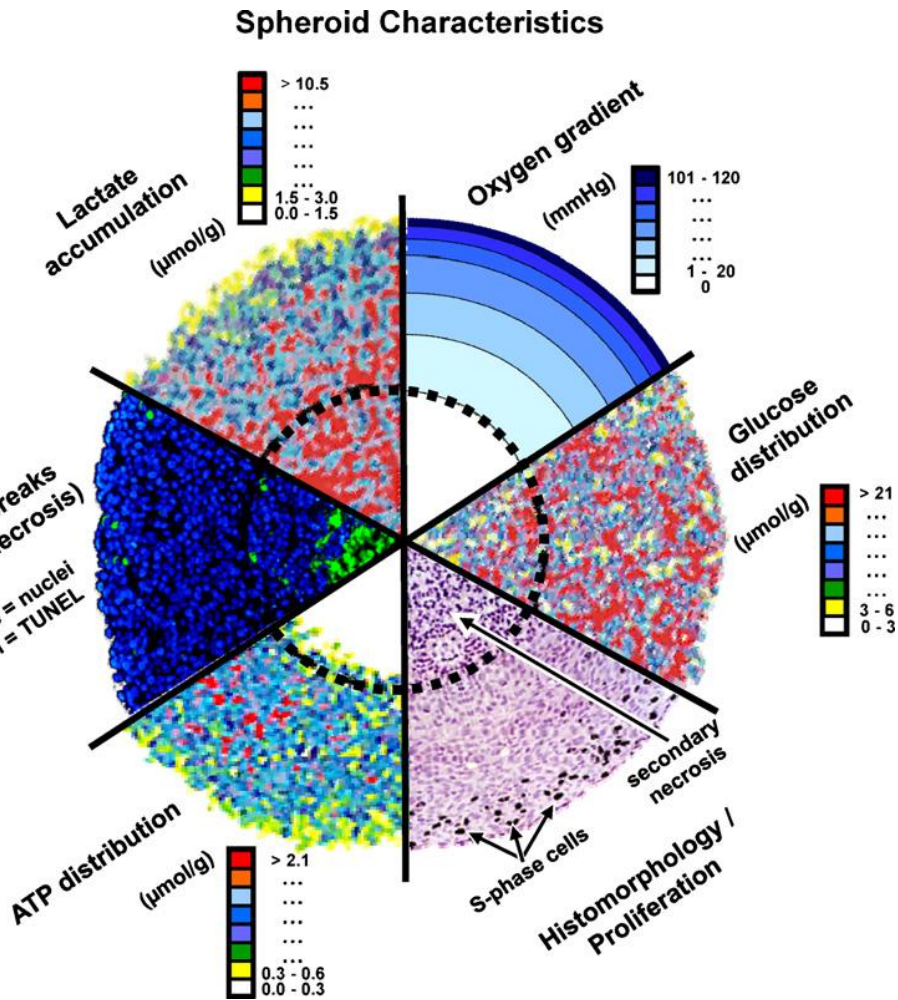 Spheroid Characteristics
Lactate
accumulation
(μmol/g)
> 10.5
...
...
...
...
...
1.5 - 3.0
0.0 - 1.5
Oxygen gradient
(mmHg)
101 - 120
...
...
...
...
1 - 20
0
Glucose
distribution
(μmol/g)
> 21
...
...
...
...
...
3 - 6
0 - 3
= nuclei
= TUNEL
ATP distribution
(μmol/g)
> 2.1
...
...
...
...
...
0.3 - 0.6
0.0 - 0.3
secondary
necrosis
S-phase cells
Histomorphology /
Proliferation